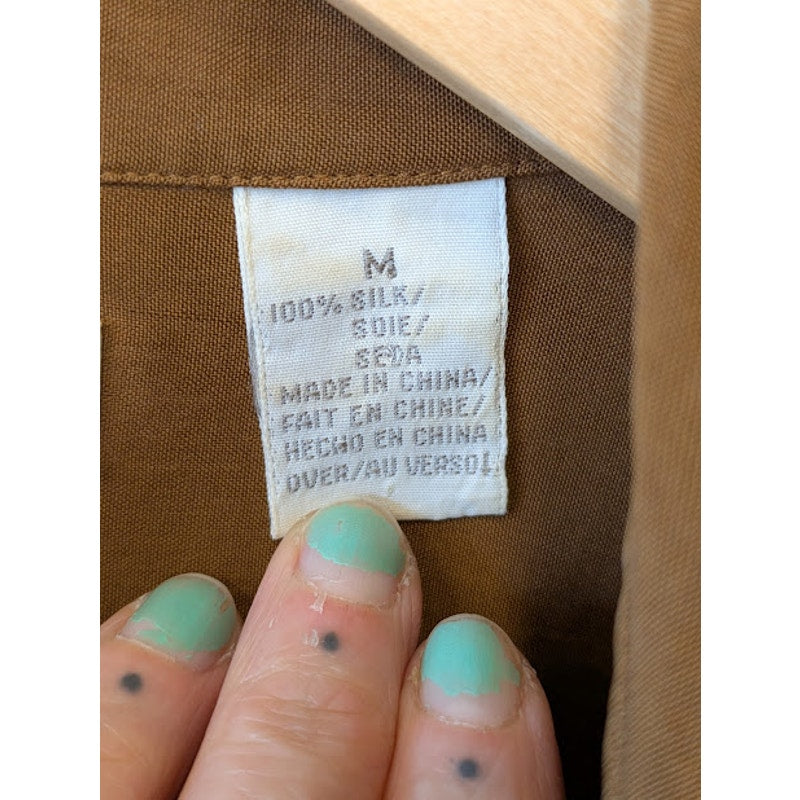 M
100% SILK/
SOIE/
SEDA
MADE IN CHINA/
FAIT EN CHINE/
HECHO EN CHINA
OVER/AU VERSO